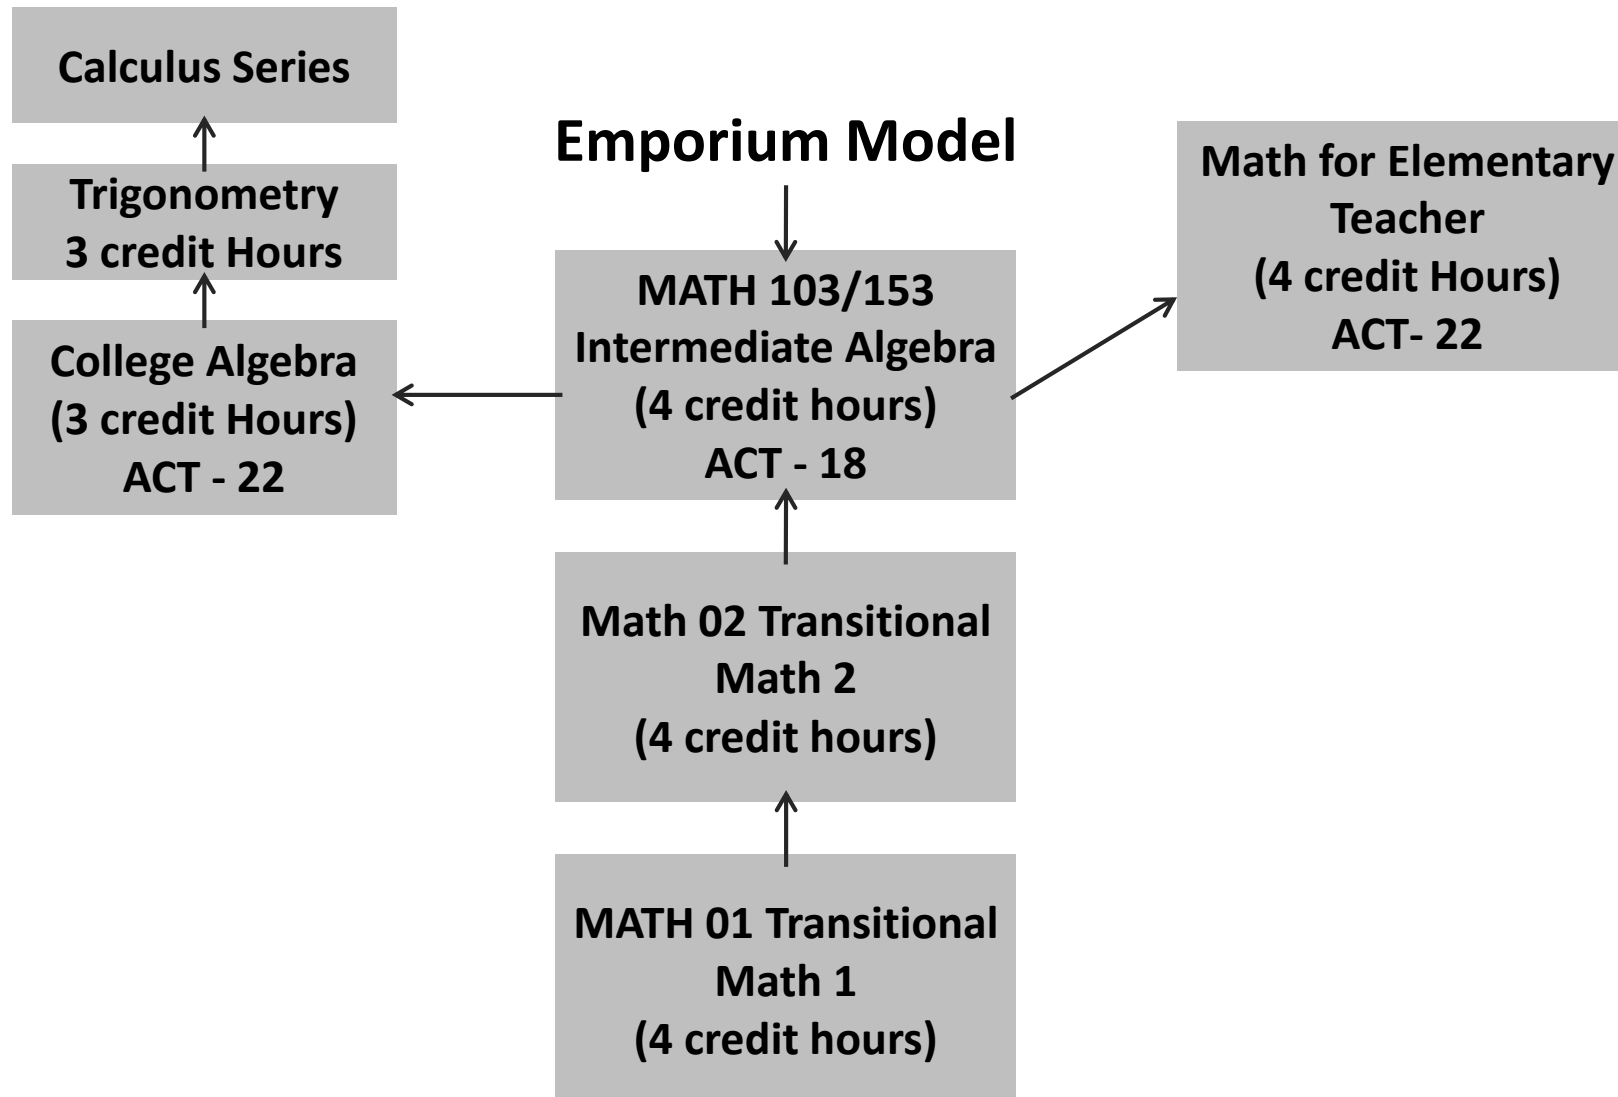 Calculus Series
Trigonometry
3 credit Hours
College Algebra
(3 credit Hours)
ACT - 22
Emporium Model
MATH 103/153
Intermediate Algebra
(4 credit hours)
ACT - 18
Math 02 Transitional
Math 2
(4 credit hours)
MATH 01 Transitional
Math 1
(4 credit hours)
Math for Elementary
Teacher
(4 credit Hours)
ACT- 22